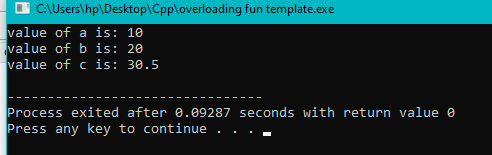 C:\Users\hp\Desktop\Cpp\overloading fun template.exe
value of a is: 10
value of b is: 20
value of c is: 30.5
--------------------------------
Process exited after 0.09287 seconds with return value 0
Press any key to continue . . .